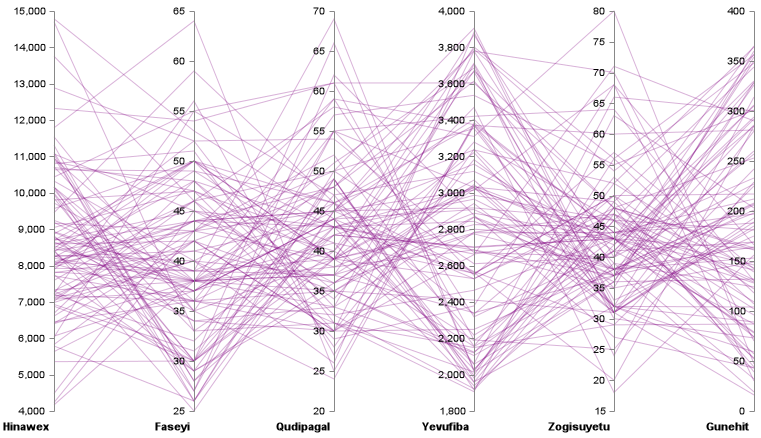 15,000 65 70 4,000 80 400
14,000 60 65 3,800 75 350
13,000 55 60 3,600 70 300
12,000 50 55 3,400 65 250
11,000 45 50 3,200 60 200
10,000 40 45 3,000 55 150
9,000 35 40 2,800 50 100
8,000 30 35 2,600 45 50
7,000 25 30 2,400 40 0
6,000 25 2,200 35
5,000 20 2,000 30
4,000 1,800 25
20
15
Hinawex Faseyi Qudipagal Yevufiba Zogisuyetu Gunehit